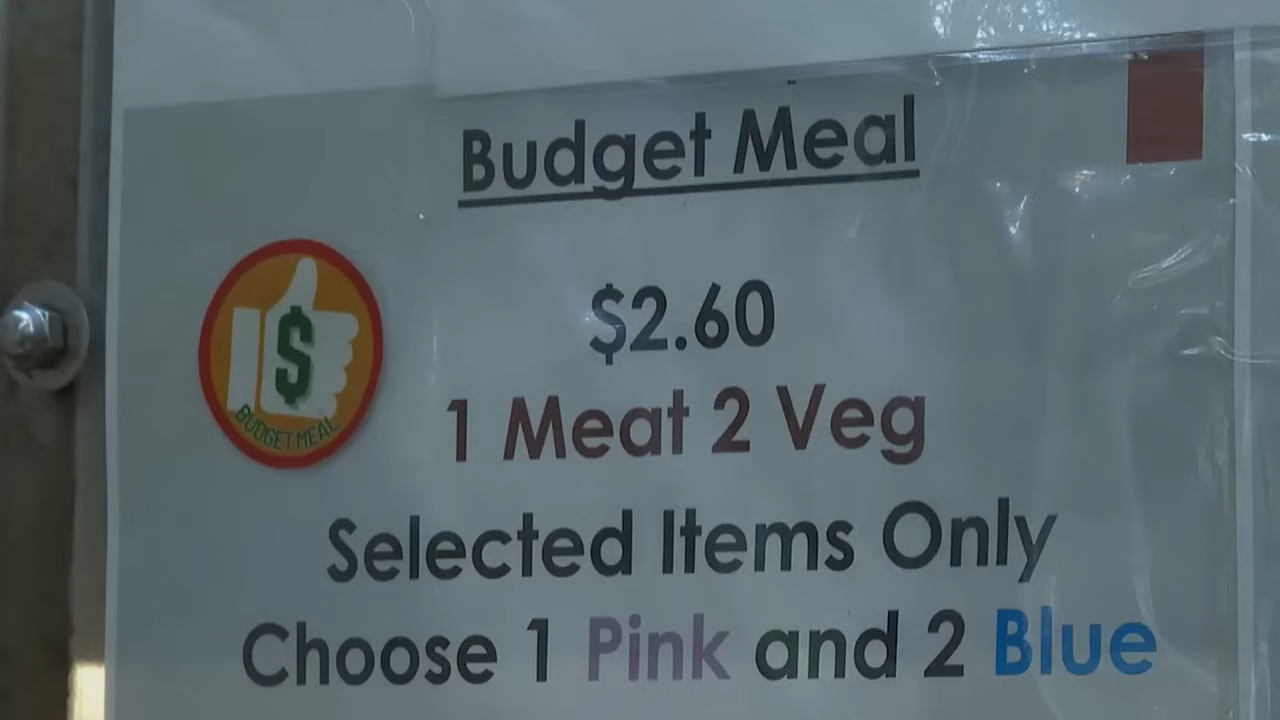 Budget Meal
$
BUDGET MEAL
$2.60
1 Meat 2 Veg
Selected Items Only
Choose 1 Pink and 2 Blue